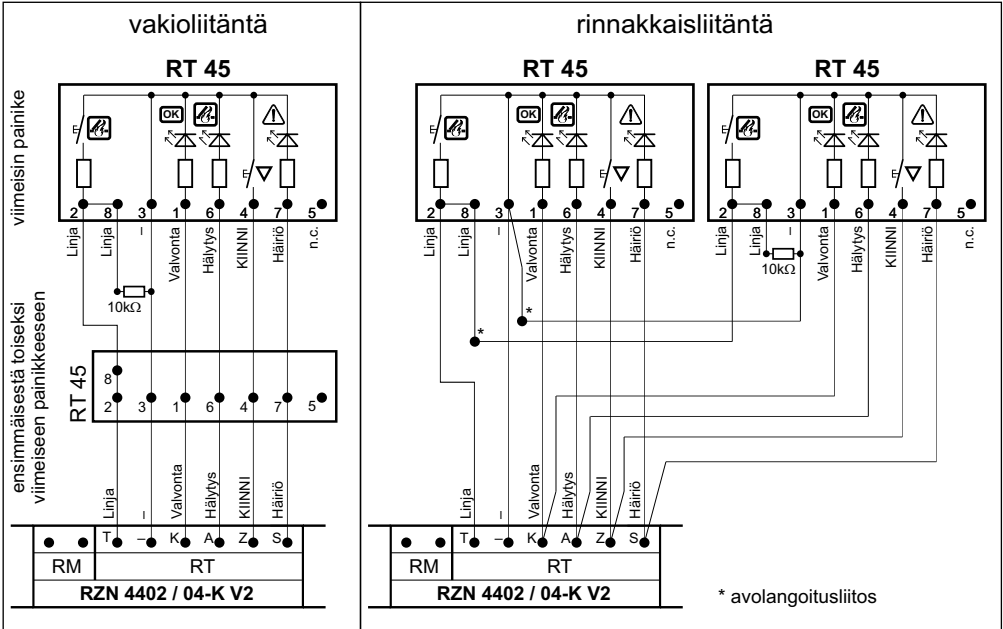 vakioliitäntä
RT 45
viimeisin painike
OK
2 8 3 1 6 4 7 5
Linja Linja – Valvonta Hälytys KIINNI Häiriö n.c.
10kΩ
ensimmäisestä toiseksi
viimeiseen painikkeeseen
RT 45
8
2 3 1 6 4 7 5
Linja – Valvonta Hälytys KIINNI Häiriö
T – K A Z S
RM RT
RZN 4402 / 04-K V2
rinnakkaisliitäntä
RT 45 RT 45
OK OK
2 8 3 1 6 4 7 5 2 8 3 1 6 4 7 5
Linja Linja – Valvonta Hälytys KIINNI Häiriö n.c. Linja Linja – Valvonta Hälytys KIINNI Häiriö n.c.
10kΩ
*
*
Linja – Valvonta Hälytys KIINNI Häiriö
T – K A Z S
RM RT
RZN 4402 / 04-K V2
* avolangoitusliitos